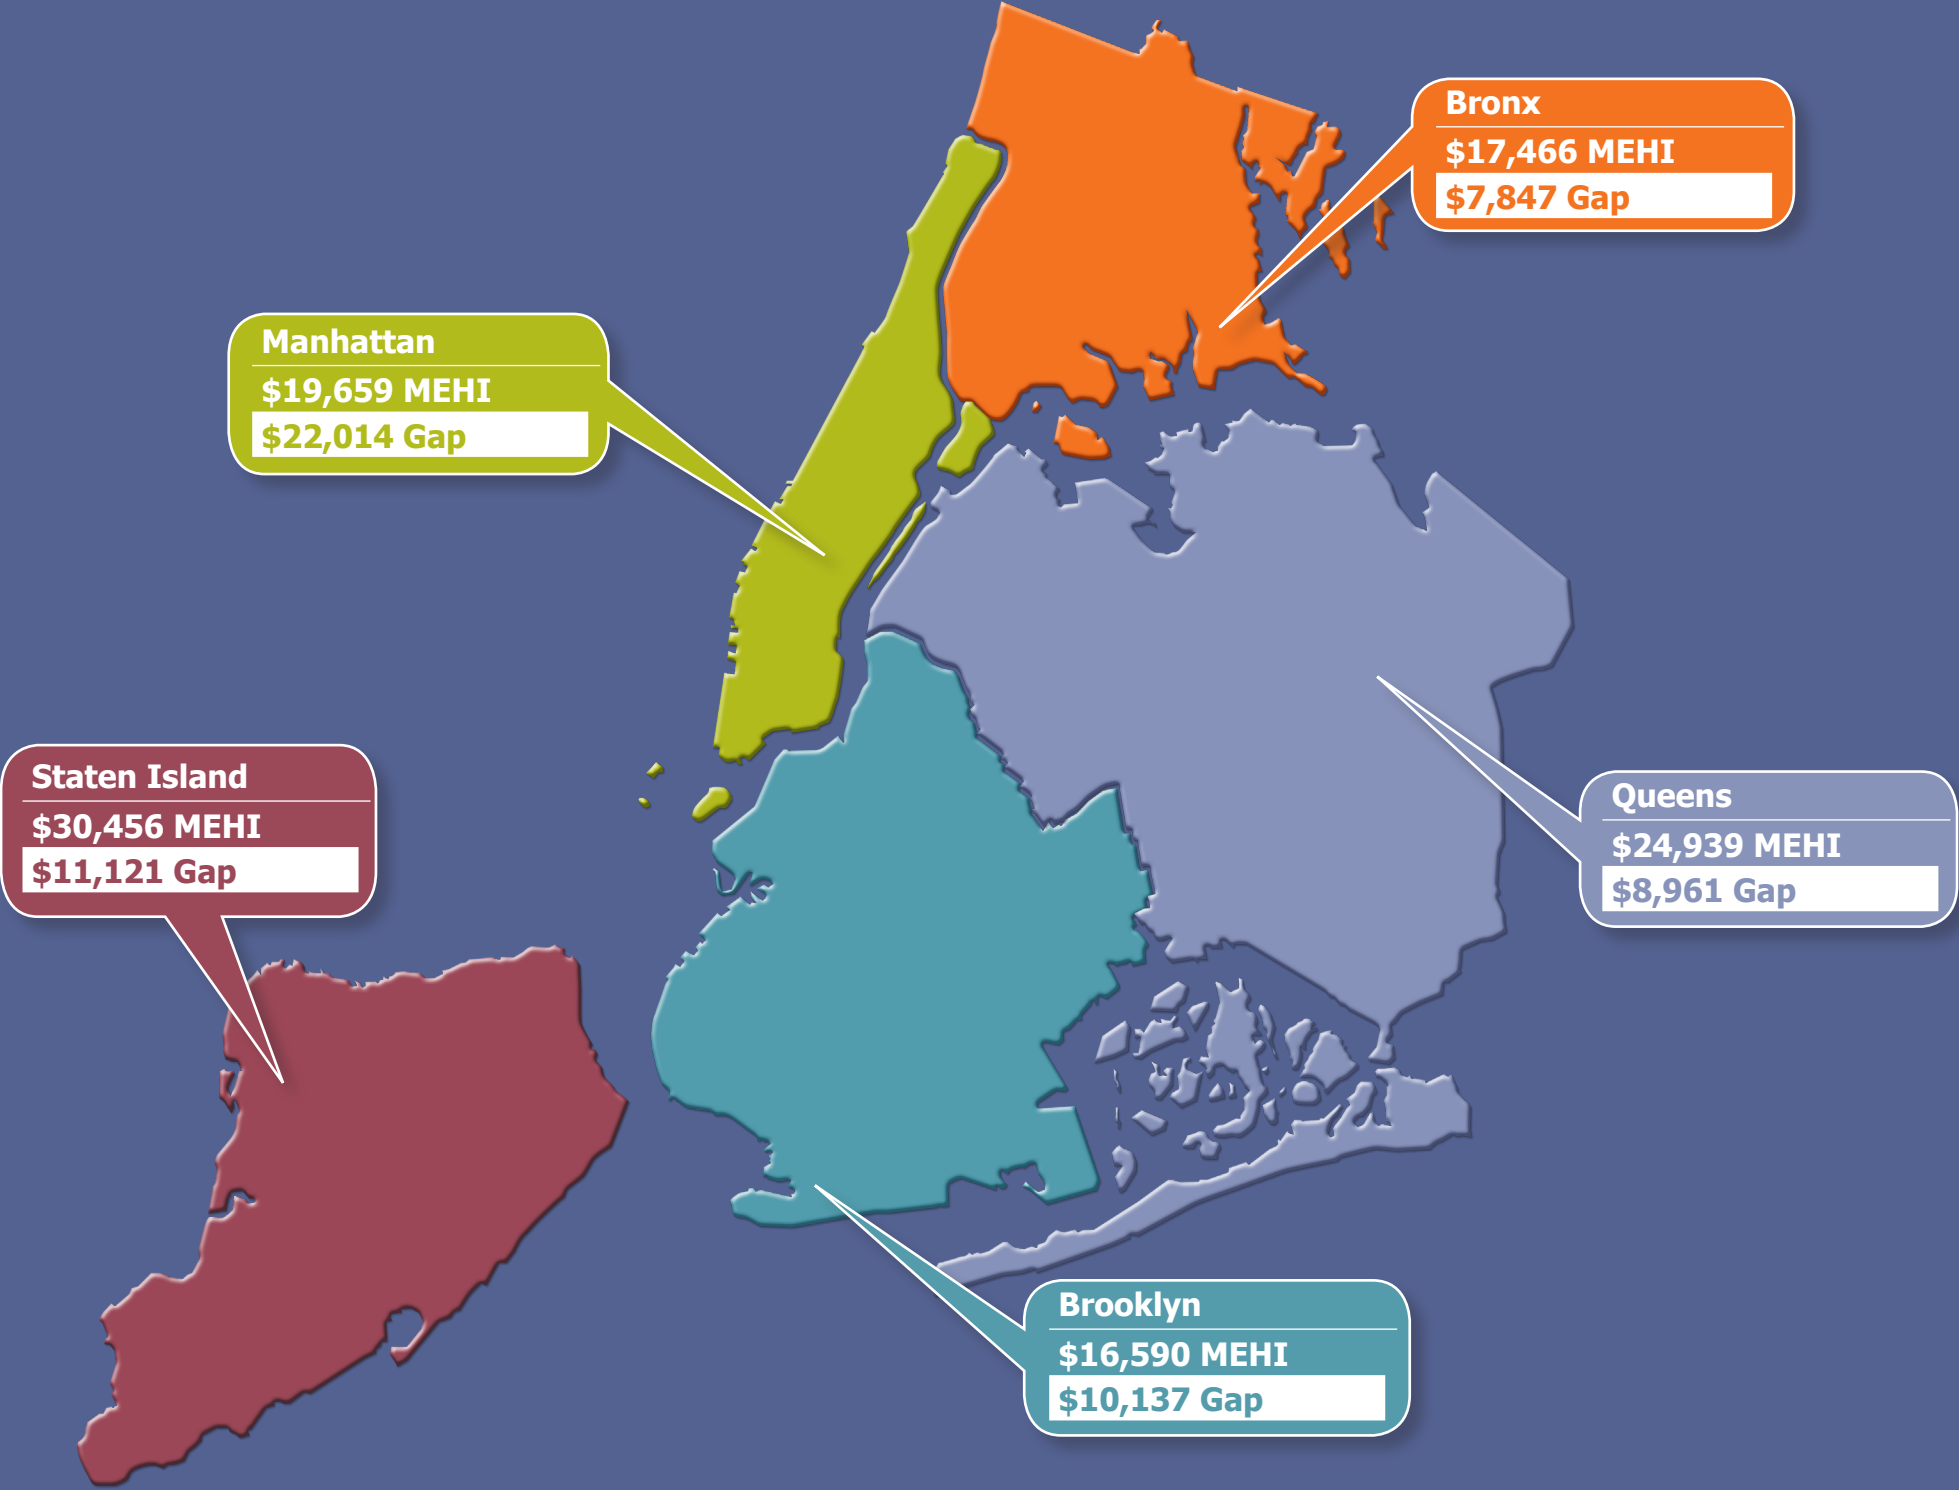 Bronx
$17,466 MEHI
$7,847 Gap
Manhattan
$19,659 MEHI
$22,014 Gap
Staten Island
$30,456 MEHI
$11,121 Gap
Queens
$24,939 MEHI
$8,961 Gap
Brooklyn
$16,590 MEHI
$10,137 Gap